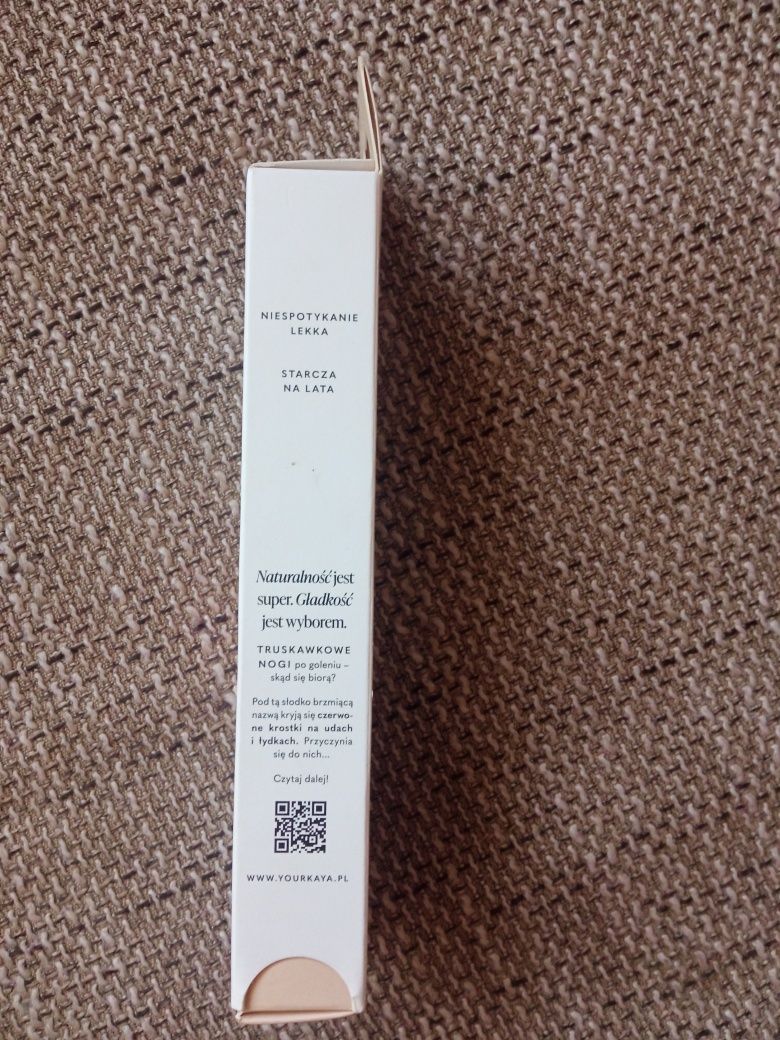 NIESPOTYKANIE
LEKKA
STARCZA
NA LATA
Naturalność jest
super. Gładkość
jest wyborem.
TRUSKAWKOWE
NOGI po goleniu –
skąd się biorą?
Pod tą słodko brzmiącą
nazwą kryją się czerwo-
ne krostki na udach
i łydkach. Przyczynia
się do nich...
Czytaj dalej!
WWW.YOURKAYA.PL